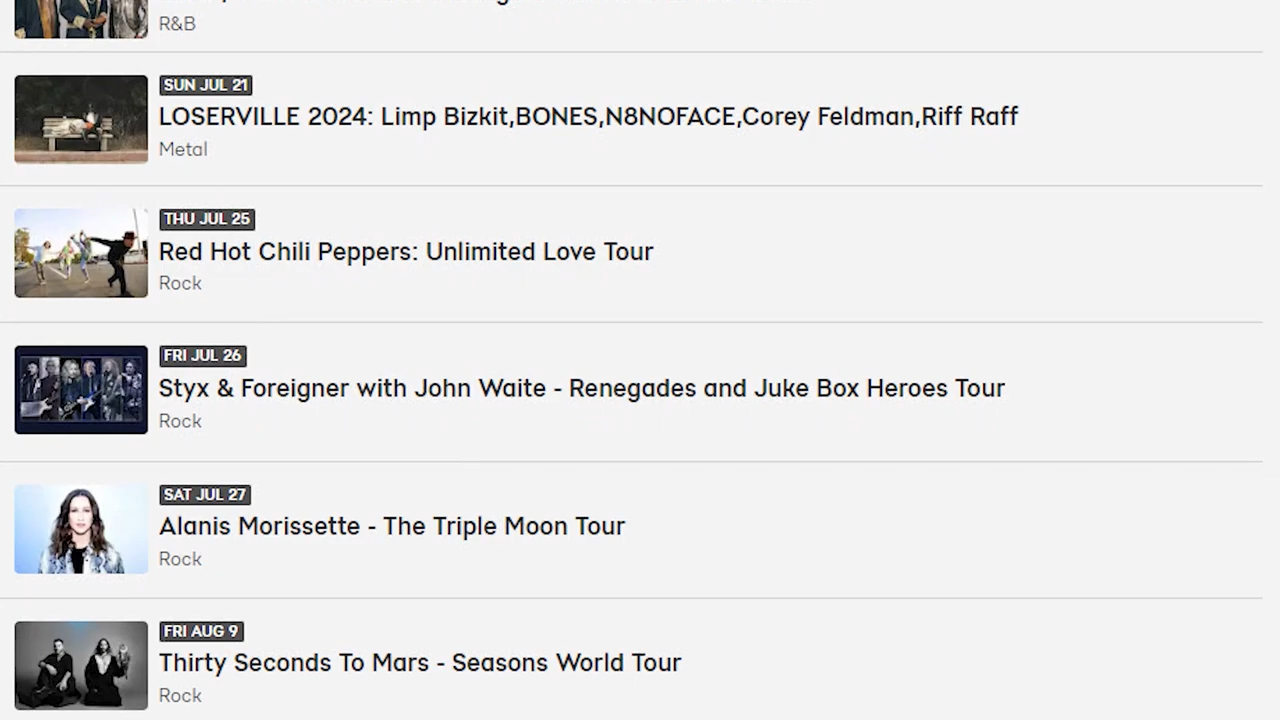 R&B
SUN JUL 21
LOSERVILLE 2024: Limp Bizkit,BONES,N8NOFACE,Corey Feldman,Riff Raff
Metal
THU JUL 25
Red Hot Chili Peppers: Unlimited Love Tour
Rock
FRI JUL 26
Styx & Foreigner with John Waite - Renegades and Juke Box Heroes Tour
Rock
SAT JUL 27
Alanis Morissette - The Triple Moon Tour
Rock
FRI AUG 9
Thirty Seconds To Mars - Seasons World Tour
Rock